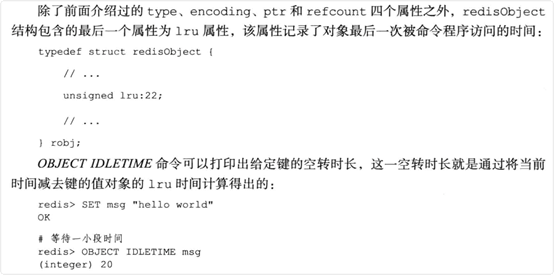 除了前面介绍过的 type、encoding、ptr 和 refcount 四个属性之外，redisObject
结构包含的最后一个属性为 lru 属性，该属性记录了对象最后一次被命令程序访问的时间：
typedef struct redisObject {
// ...
unsigned lru:22;
// ...
} robj;
OBJECT IDLETIME 命令可以打印出给定键的空转时长，这一空转时长就是通过将当前
时间减去键的值对象的 lru 时间计算得出的：
redis> SET msg "hello world"
OK
# 等待一小段时间
redis> OBJECT IDLETIME msg
(integer) 20